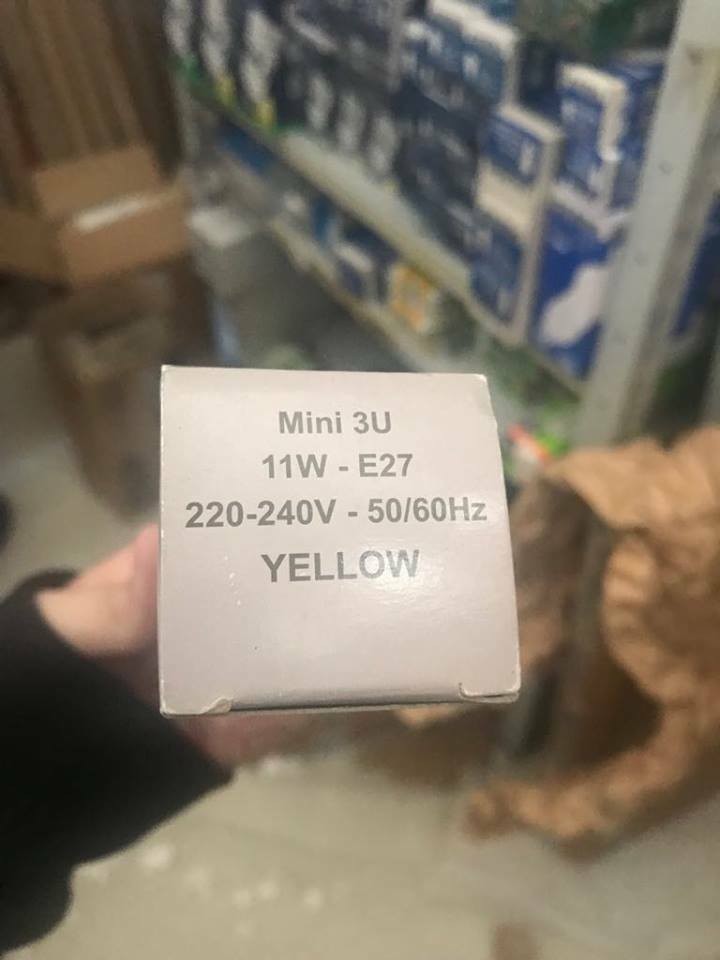 Mini 3U
11W - E27
220-240V - 50/60Hz
YELLOW